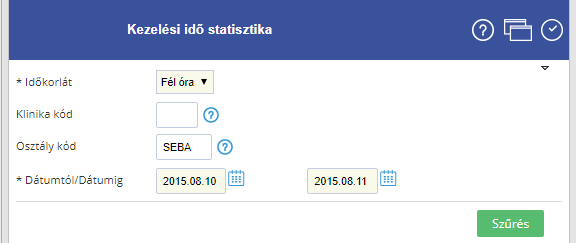 Kezelési idő statisztika
* Időkorlát Fél óra
Klinika kód
Osztály kód SEBA
* Dátumtól/Dátumig 2015.08.10 2015.08.11
Szűrés